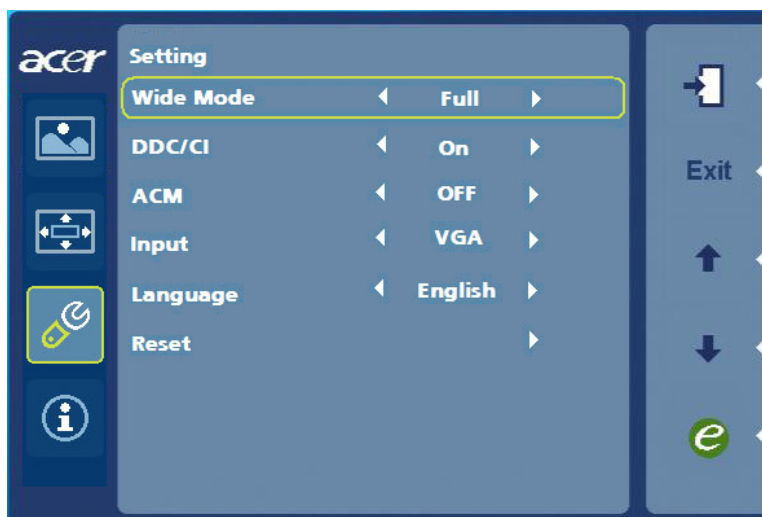 acer
Setting
Wide Mode Full
DDC/CI On
ACM OFF
Input VGA
Language English
Reset
Exit
e